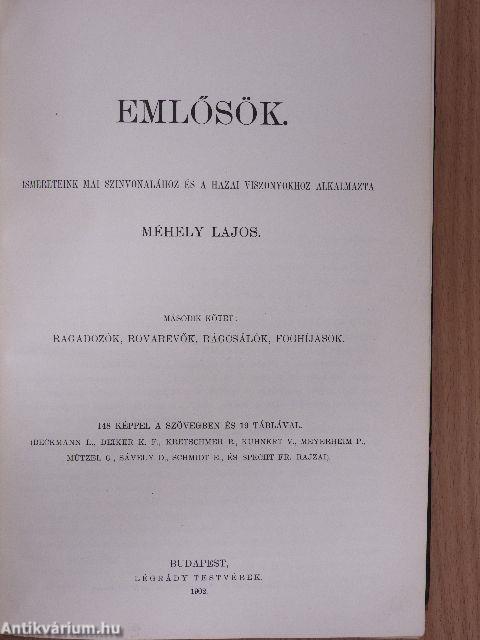 EMLŐSÖK.
ISMERETEINK MAI SZINVONALÁHOZ ÉS A HAZAI VISZONYOKHOZ ALKALMAZTA
MÉHELY LAJOS.
MÁSODIK KÖTET:
RAGADOZÓK, ROVAREVŐK, RÁGCSÁLÓK, FOGHÍJASOK.
148 KÉPPEL A SZÖVEGBEN ÉS 19 TÁBLÁVAL.
(BECKMANN L., DEIKER K. F., KRETSCHMER R., KUHNERT V., MEYERHEIM P.,
MÜTZEL G., SÁVELY D., SCHMIDT E., ÉS SPECHT FR. RAJZAI).
BUDAPEST,
LÉGRÁDY TESTVÉREK.
1902.
Antikvárium.hu